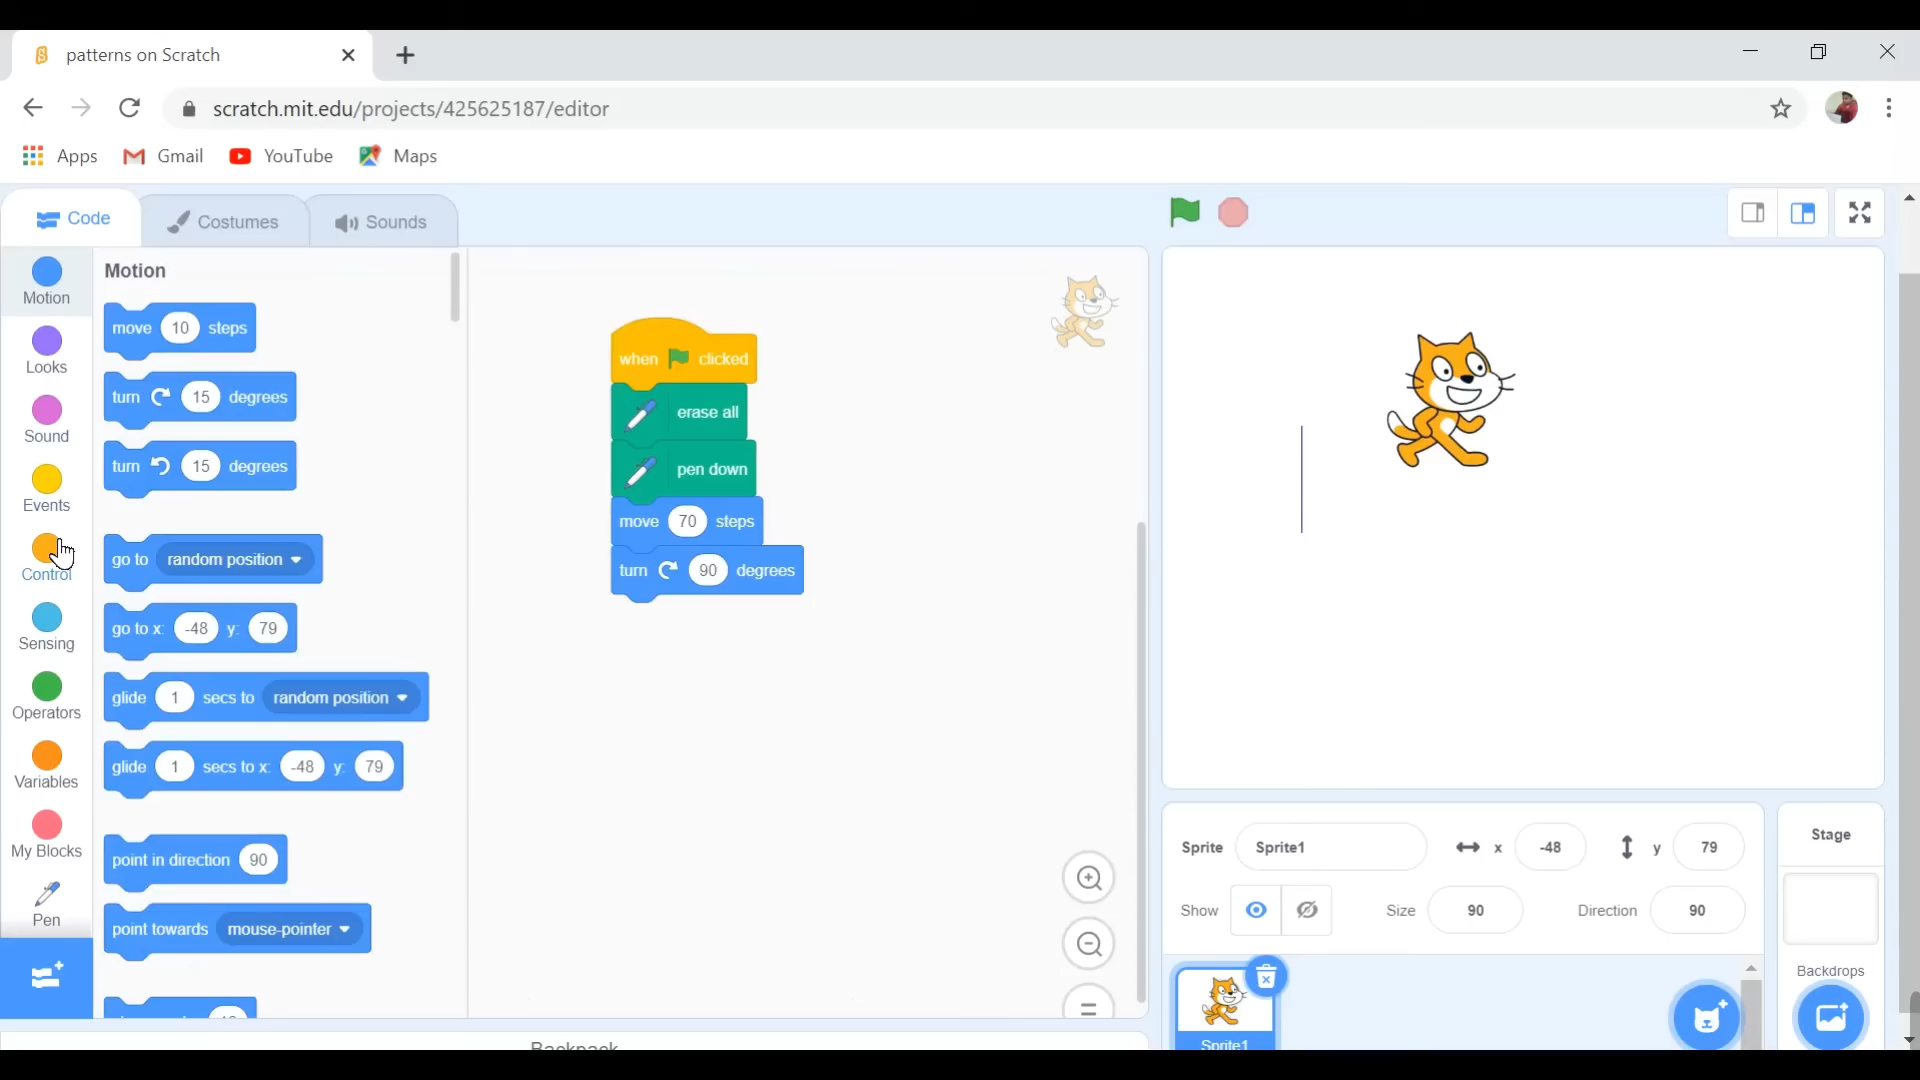 patterns on Scratch
scratch.mit.edu/projects/425625187/editor
Apps Gmail YouTube Maps
Code Costumes Sounds
Motion
Looks
Sound
Events
Control
Sensing
Operators
Variables
My Blocks
Pen
Motion
move 10 steps
turn 15 degrees
turn 15 degrees
go to random position
go to x: -48 y: 79
glide 1 secs to random position
glide 1 secs to x: -48 y: 79
point in direction 90
point towards mouse-pointer
when clicked
erase all
pen down
move 70 steps
turn 90 degrees
Sprite Sprite1 x -48 y 79
Show Size 90 Direction 90
Sprite1
Stage
Backdrops
Backpack